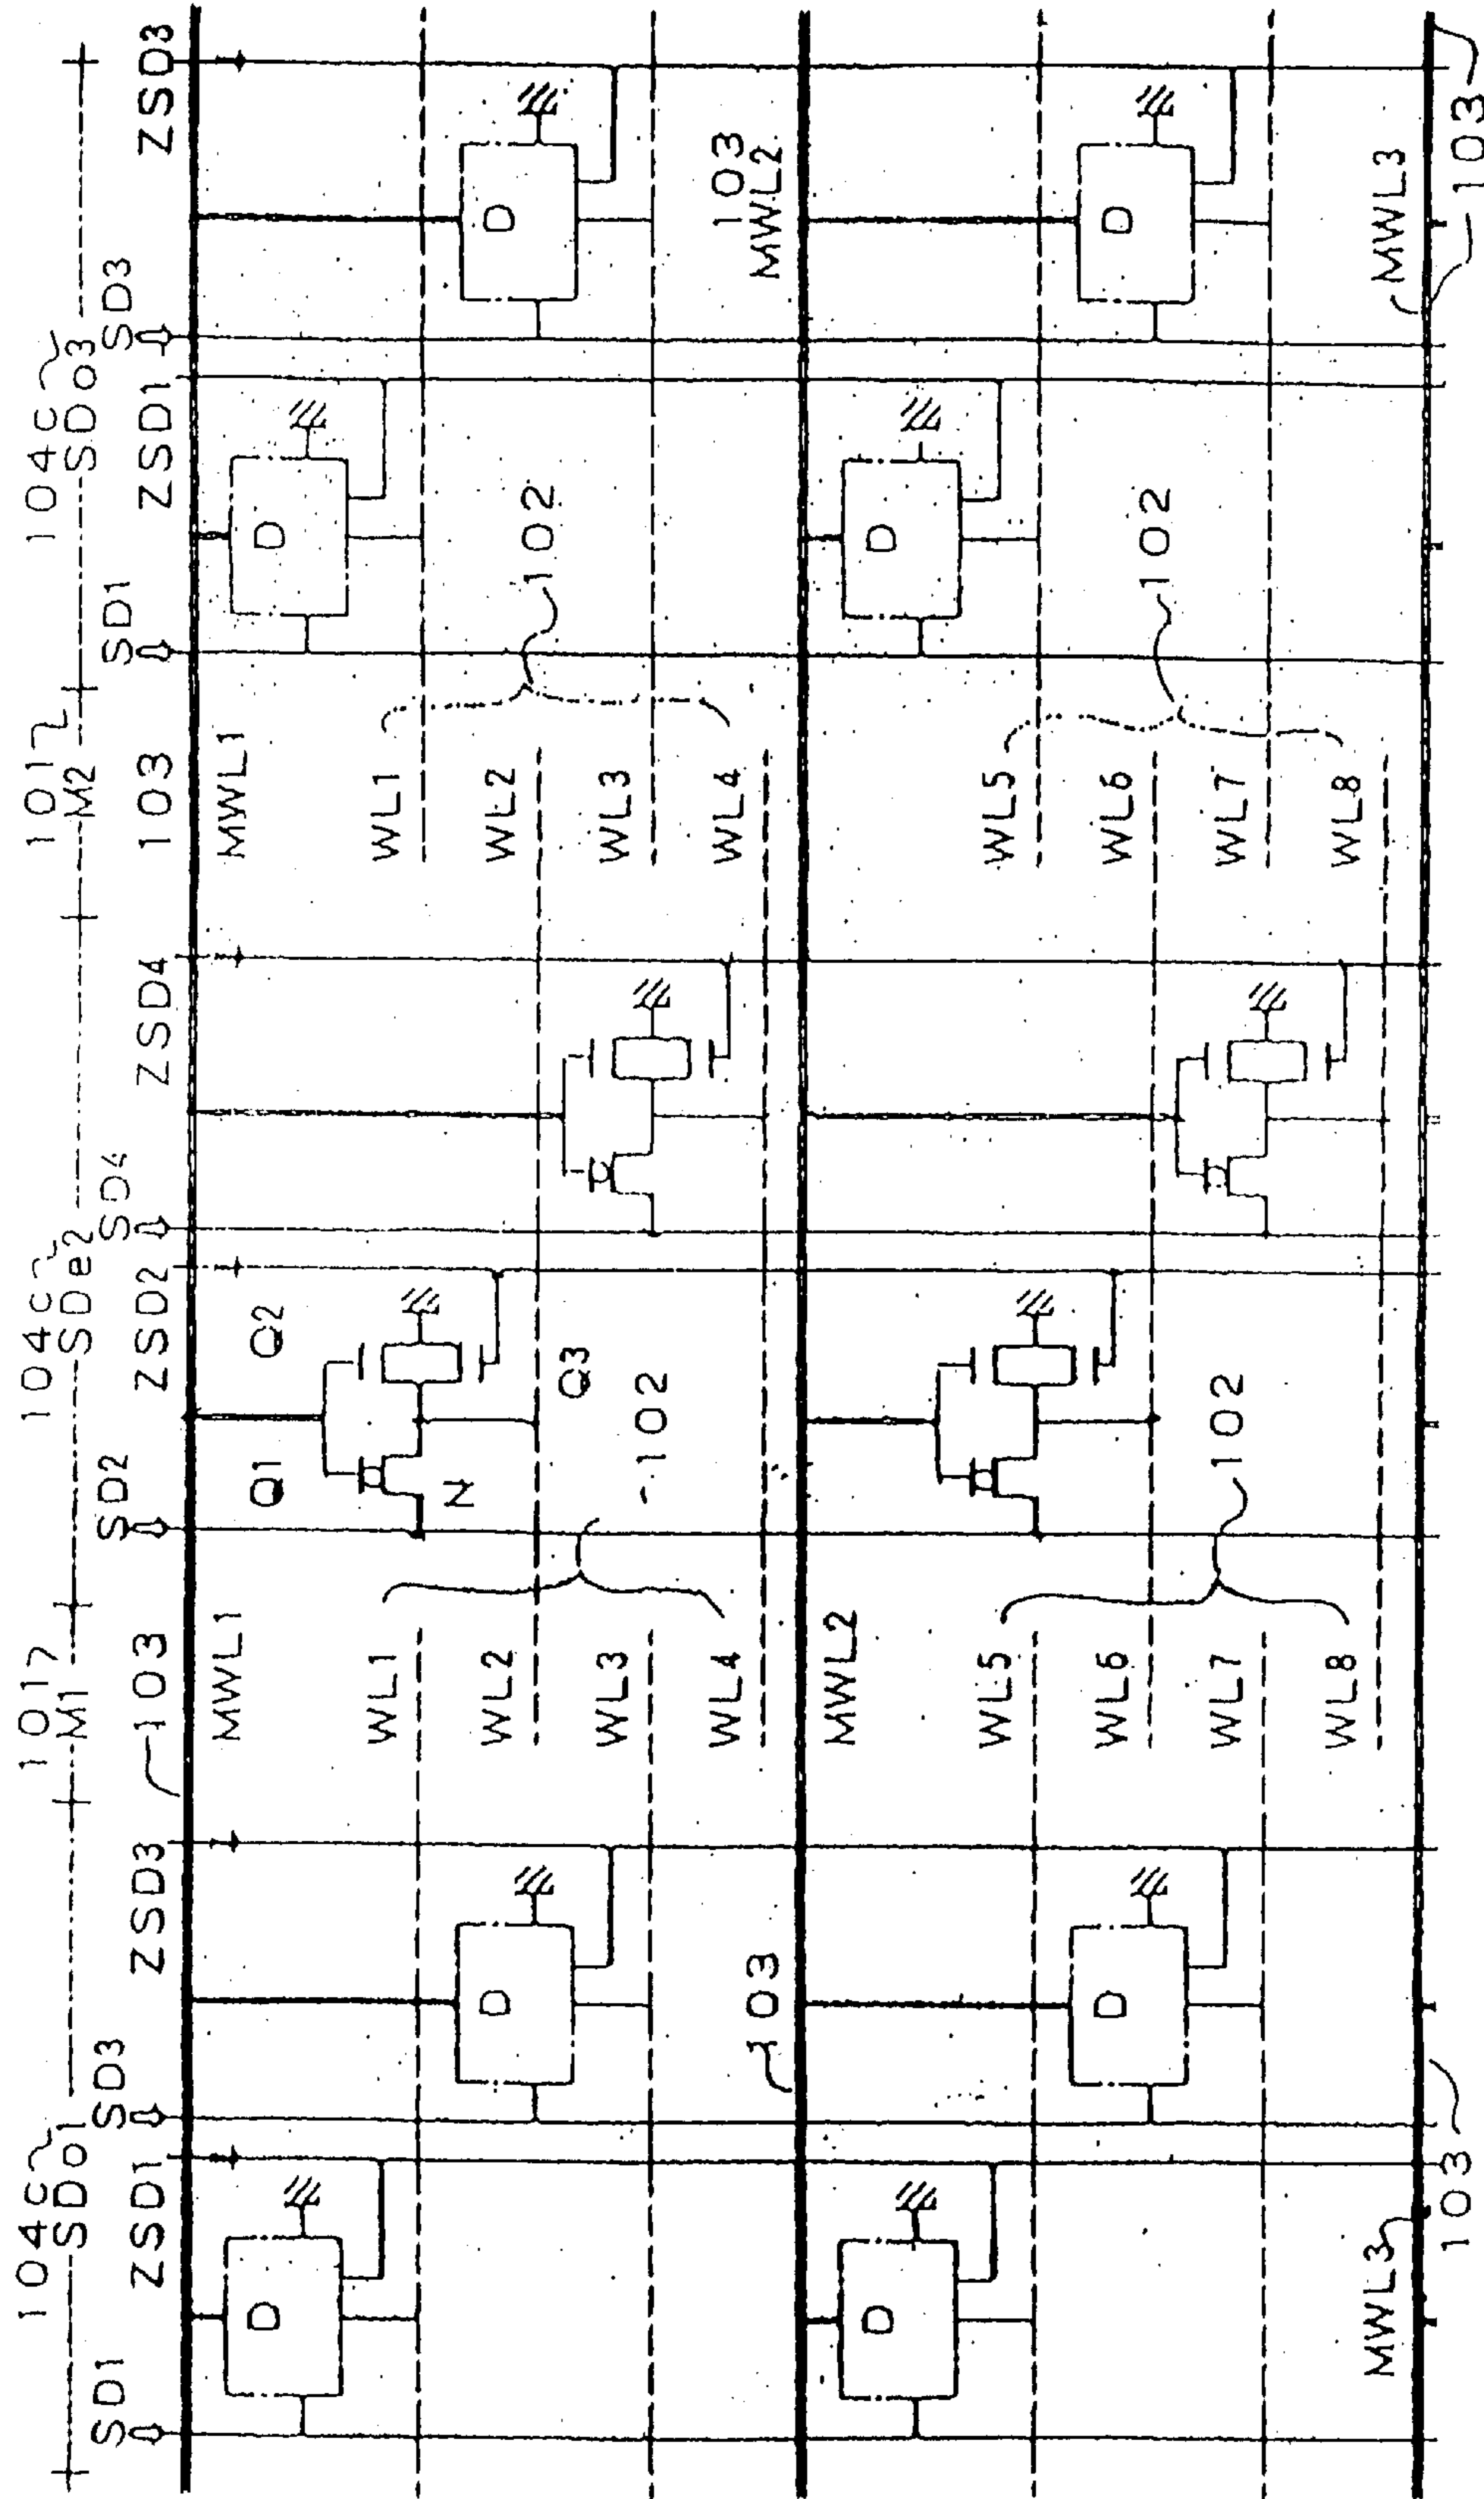 104c 101 104c 101 104c
SDo1 M1 SDe2 M2 SDo3
SD1 SD3 SD2 SD4 SD1 SD3
ZSD1 ZSD3 103 ZSD2 ZSD4 103 ZSD1 ZSD3
MWL1 MWL1
D Q1 Q2 D
WL1 WL1
N
D WL2 WL2 D
102
Q3
WL3 WL3
102
WL4 WL4 103
103 MWL2
MWL2
D D
WL5 WL5
D WL6 WL6 D
102
WL7 102 WL7
WL8 WL8
MWL3 MWL3
103 103